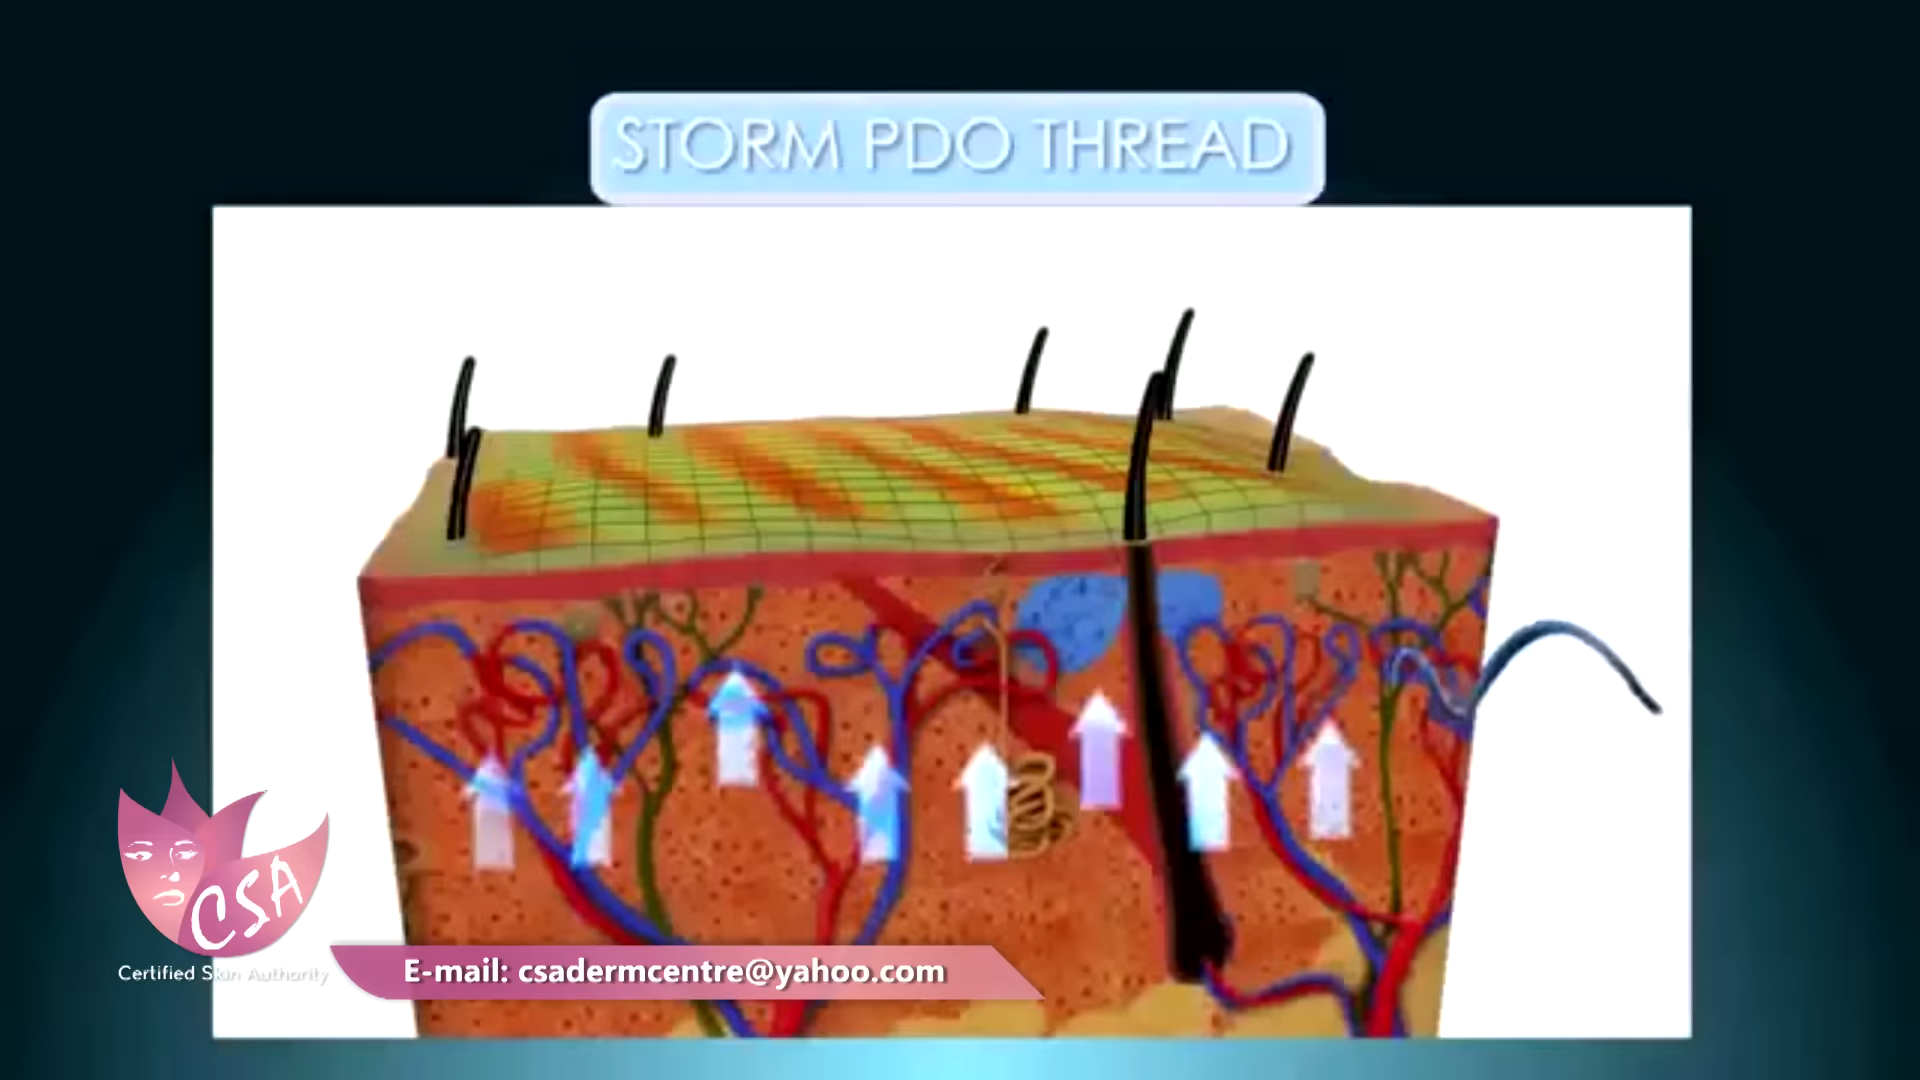 STORM PDO THREAD
CSA
Certified Skin Authority
E-mail: csadermcentre@yahoo.com